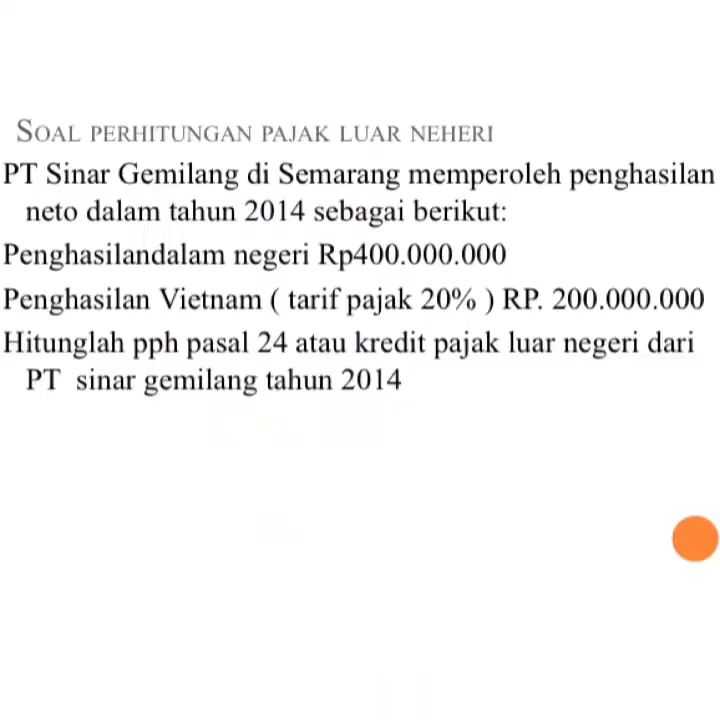 SOAL PERHITUNGAN PAJAK LUAR NEHERI
PT Sinar Gemilang di Semarang memperoleh penghasilan
neto dalam tahun 2014 sebagai berikut:
Penghasilandalam negeri Rp400.000.000
Penghasilan Vietnam ( tarif pajak 20% ) RP. 200.000.000
Hitunglah pph pasal 24 atau kredit pajak luar negeri dari
PT sinar gemilang tahun 2014